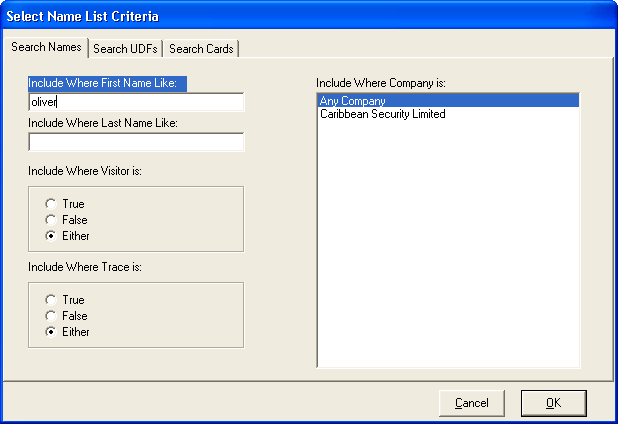 Select Name List Criteria
Search Names Search UDFs Search Cards
Include Where First Name Like:
oliver
Include Where Last Name Like:
Include Where Visitor is:
True
False
Either
Include Where Trace is:
True
False
Either
Include Where Company is:
Any Company
Caribbean Security Limited
Cancel OK